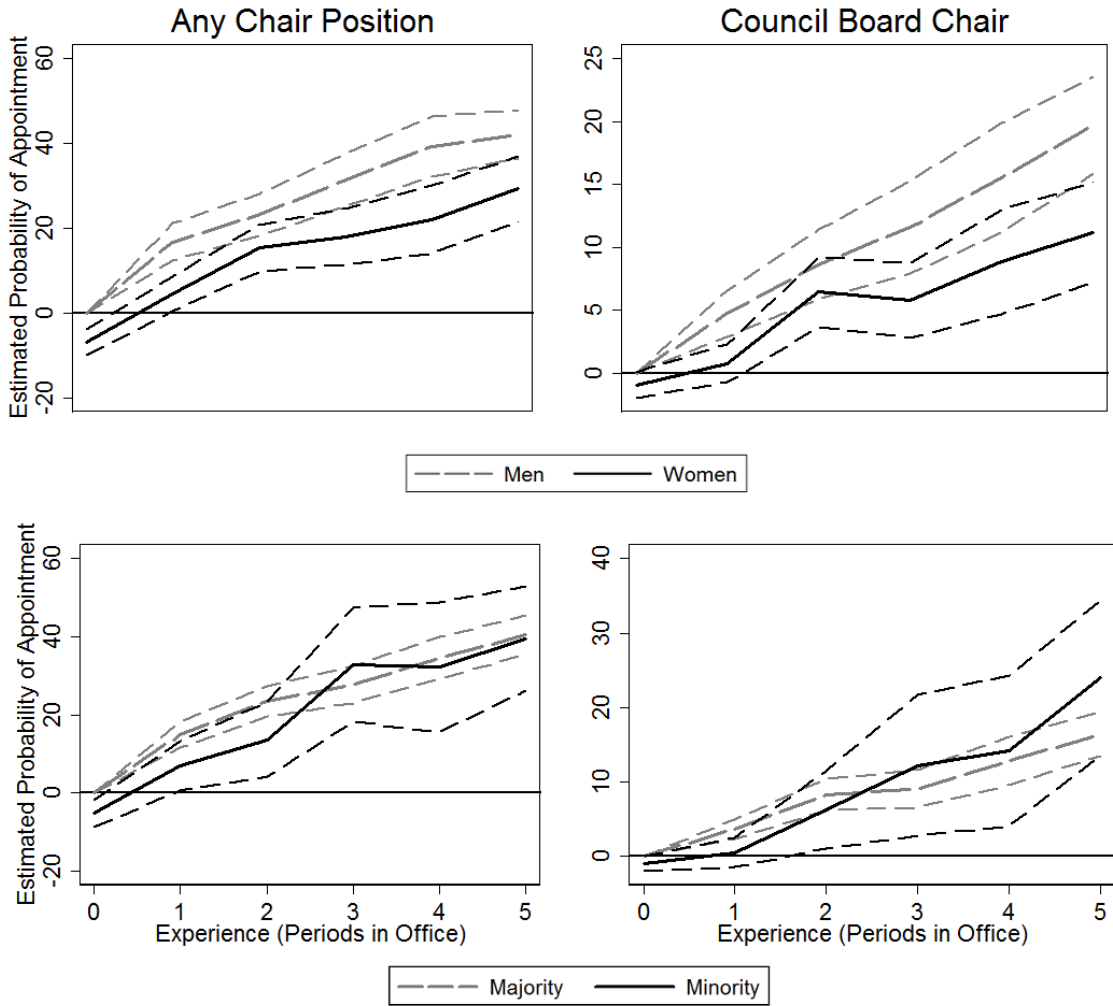 Any Chair Position
Council Board Chair
Estimated Probability of Appointment
60
40
20
0
-20
25
20
15
10
5
0
Men
Women
Estimated Probability of Appointment
60
40
20
0
-20
40
30
20
10
0
0 1 2 3 4 5
Experience (Periods in Office)
0 1 2 3 4 5
Experience (Periods in Office)
Majority
Minority